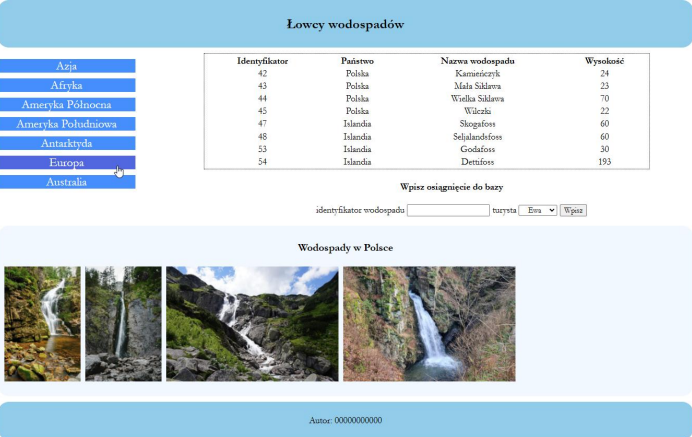 Łowcy wodospadów
Azja
Afryka
Ameryka Północna
Ameryka Południowa
Antarktyda
Europa
Australia
Identyfikator Państwo Nazwa wodospadu Wysokość
42 Polska Kamieńczyk 24
43 Polska Mała Siklawa 23
44 Polska Wielka Siklawa 70
45 Polska Wilczki 22
47 Islandia Skogafoss 60
48 Islandia Seljalandsfoss 60
53 Islandia Godafoss 30
54 Islandia Dettifoss 193
Wpisz osiągnięcie do bazy
identyfikator wodospadu turysta Ewa Wpisz
Wodospady w Polsce
Autor: 00000000000